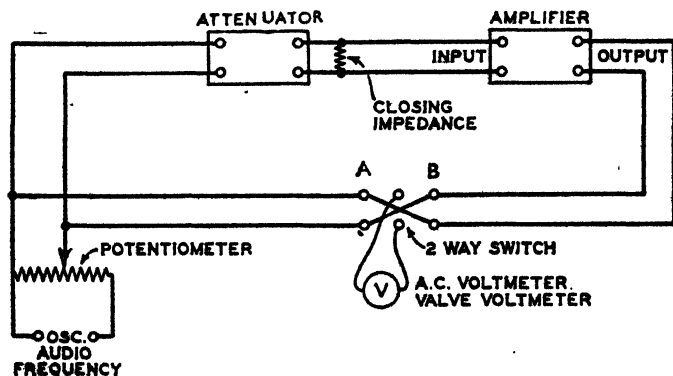 ATTENUATOR
AMPLIFIER
INPUT
OUTPUT
CLOSING
IMPEDANCE
A
B
POTENTIOMETER
2 WAY SWITCH
V
A.C. VOLTMETER.
VALVE VOLTMETER
OSC.
AUDIO
FREQUENCY